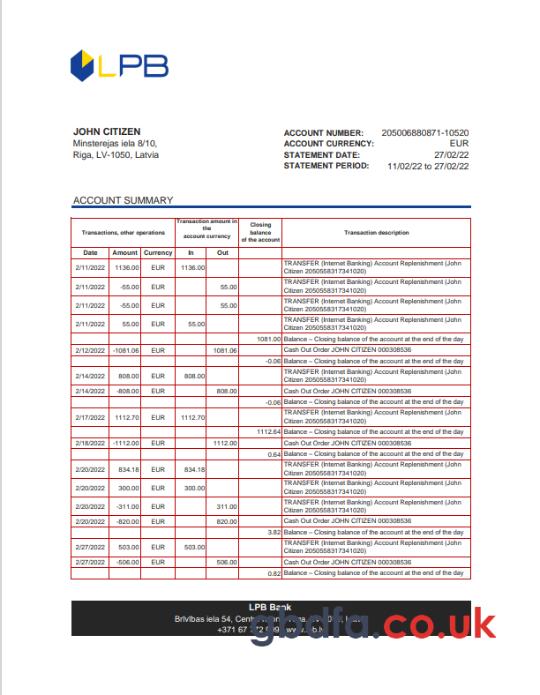 LPB
JOHN CITIZEN
Minsterejas iela 8/10,
Riga, LV-1050, Latvia
ACCOUNT NUMBER: 205006880871-10520
ACCOUNT CURRENCY: EUR
STATEMENT DATE: 27/02/22
STATEMENT PERIOD: 11/02/22 to 27/02/22
ACCOUNT SUMMARY
Transactions, other operations
Transaction amount in
the
account currency
Closing
balance
of the account
Transaction description
Date Amount Currency In Out
2/11/2022 1136.00 EUR 1136.00 TRANSFER (Internet Banking) Account Replenishment (John
Citizen 2050558317341020)
2/11/2022 -55.00 EUR 55.00 TRANSFER (Internet Banking) Account Replenishment (John
Citizen 2050558317341020)
2/11/2022 -55.00 EUR 55.00 TRANSFER (Internet Banking) Account Replenishment (John
Citizen 2050558317341020)
2/11/2022 55.00 EUR 55.00 TRANSFER (Internet Banking) Account Replenishment (John
Citizen 2050558317341020)
1081.00 Balance – Closing balance of the account at the end of the day
2/12/2022 -1081.06 EUR 1081.06 Cash Out Order JOHN CITIZEN 000308536
-0.06 Balance – Closing balance of the account at the end of the day
2/14/2022 808.00 EUR 808.00 TRANSFER (Internet Banking) Account Replenishment (John
Citizen 2050558317341020)
2/14/2022 -808.00 EUR 808.00 Cash Out Order JOHN CITIZEN 000308536
-0.06 Balance – Closing balance of the account at the end of the day
2/17/2022 1112.70 EUR 1112.70 TRANSFER (Internet Banking) Account Replenishment (John
Citizen 2050558317341020)
1112.64 Balance – Closing balance of the account at the end of the day
2/18/2022 -1112.00 EUR 1112.00 Cash Out Order JOHN CITIZEN 000308536
0.64 Balance – Closing balance of the account at the end of the day
2/20/2022 834.18 EUR 834.18 TRANSFER (Internet Banking) Account Replenishment (John
Citizen 2050558317341020)
2/20/2022 300.00 EUR 300.00 TRANSFER (Internet Banking) Account Replenishment (John
Citizen 2050558317341020)
2/20/2022 -311.00 EUR 311.00 TRANSFER (Internet Banking) Account Replenishment (John
Citizen 2050558317341020)
2/20/2022 -820.00 EUR 820.00 Cash Out Order JOHN CITIZEN 000308536
3.82 Balance – Closing balance of the account at the end of the day
2/27/2022 503.00 EUR 503.00 TRANSFER (Internet Banking) Account Replenishment (John
Citizen 2050558317341020)
2/27/2022 -506.00 EUR 506.00 Cash Out Order JOHN CITIZEN 000308536
0.82 Balance – Closing balance of the account at the end of the day
LPB Bank
Brīvības iela 54,
+371 67
gbdfa.co.uk